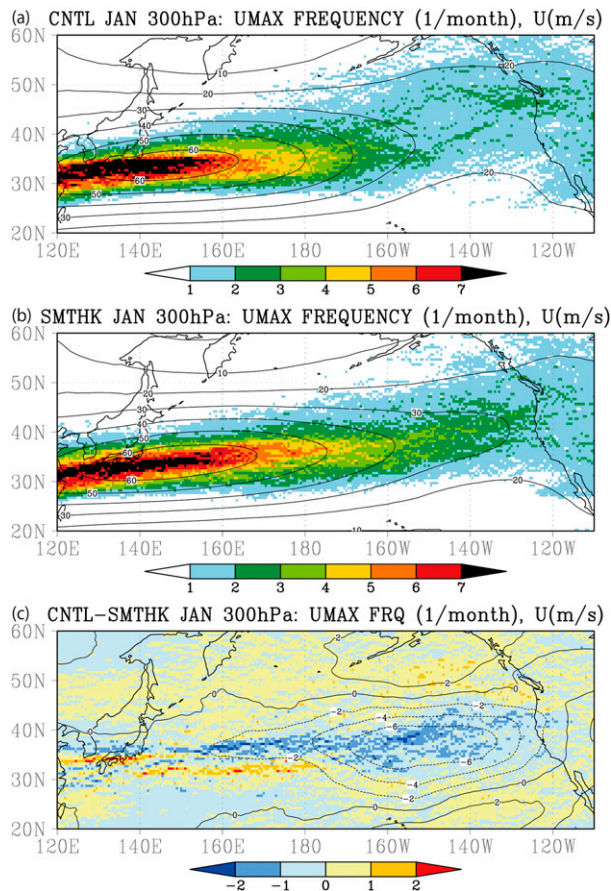 (a) CNTL JAN 300hPa: UMAX FREQUENCY (1/month), U(m/s)
60N
50N
40N
30N
20N
10
20
20
30
40
50
60
60
50
30
20
120E 140E 160E 180 160W 140W 120W
1 2 3 4 5 6 7
(b) SMTHK JAN 300hPa: UMAX FREQUENCY (1/month), U(m/s)
60N
50N
40N
30N
20N
10
20
20
30
40
50
30
60
60
50
30
20
10
120E 140E 160E 180 160W 140W 120W
1 2 3 4 5 6 7
(c) CNTL-SMTHK JAN 300hPa: UMAX FRQ (1/month), U(m/s)
60N
50N
40N
30N
20N
2
2
0
0
0
-2
-2
-4
-6
-2
-6
-4
-2
0
0
0
2
120E 140E 160E 180 160W 140W 120W
-2 -1 0 1 2